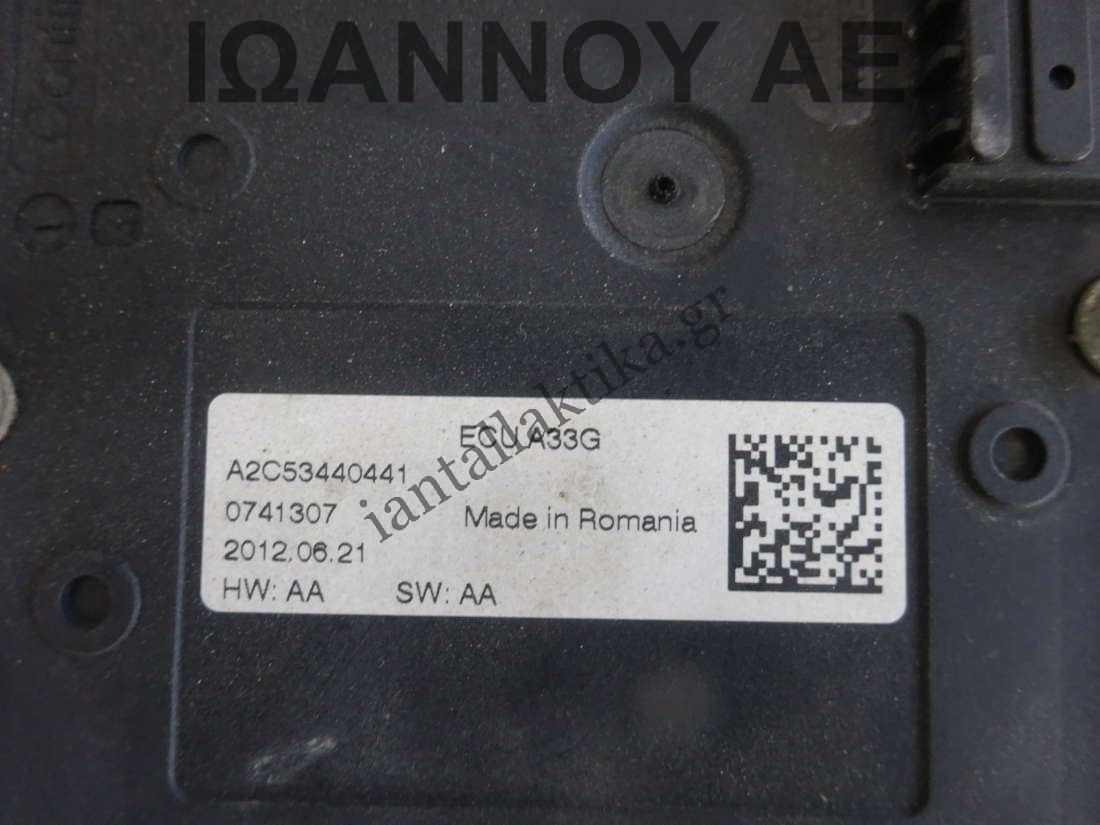 ΙΩΑΝΝΟΥ ΑΕ
iantallaktika.gr
ECU A33G
A2C53440441
0741307 Made in Romania
2012.06.21
HW: AA SW: AA